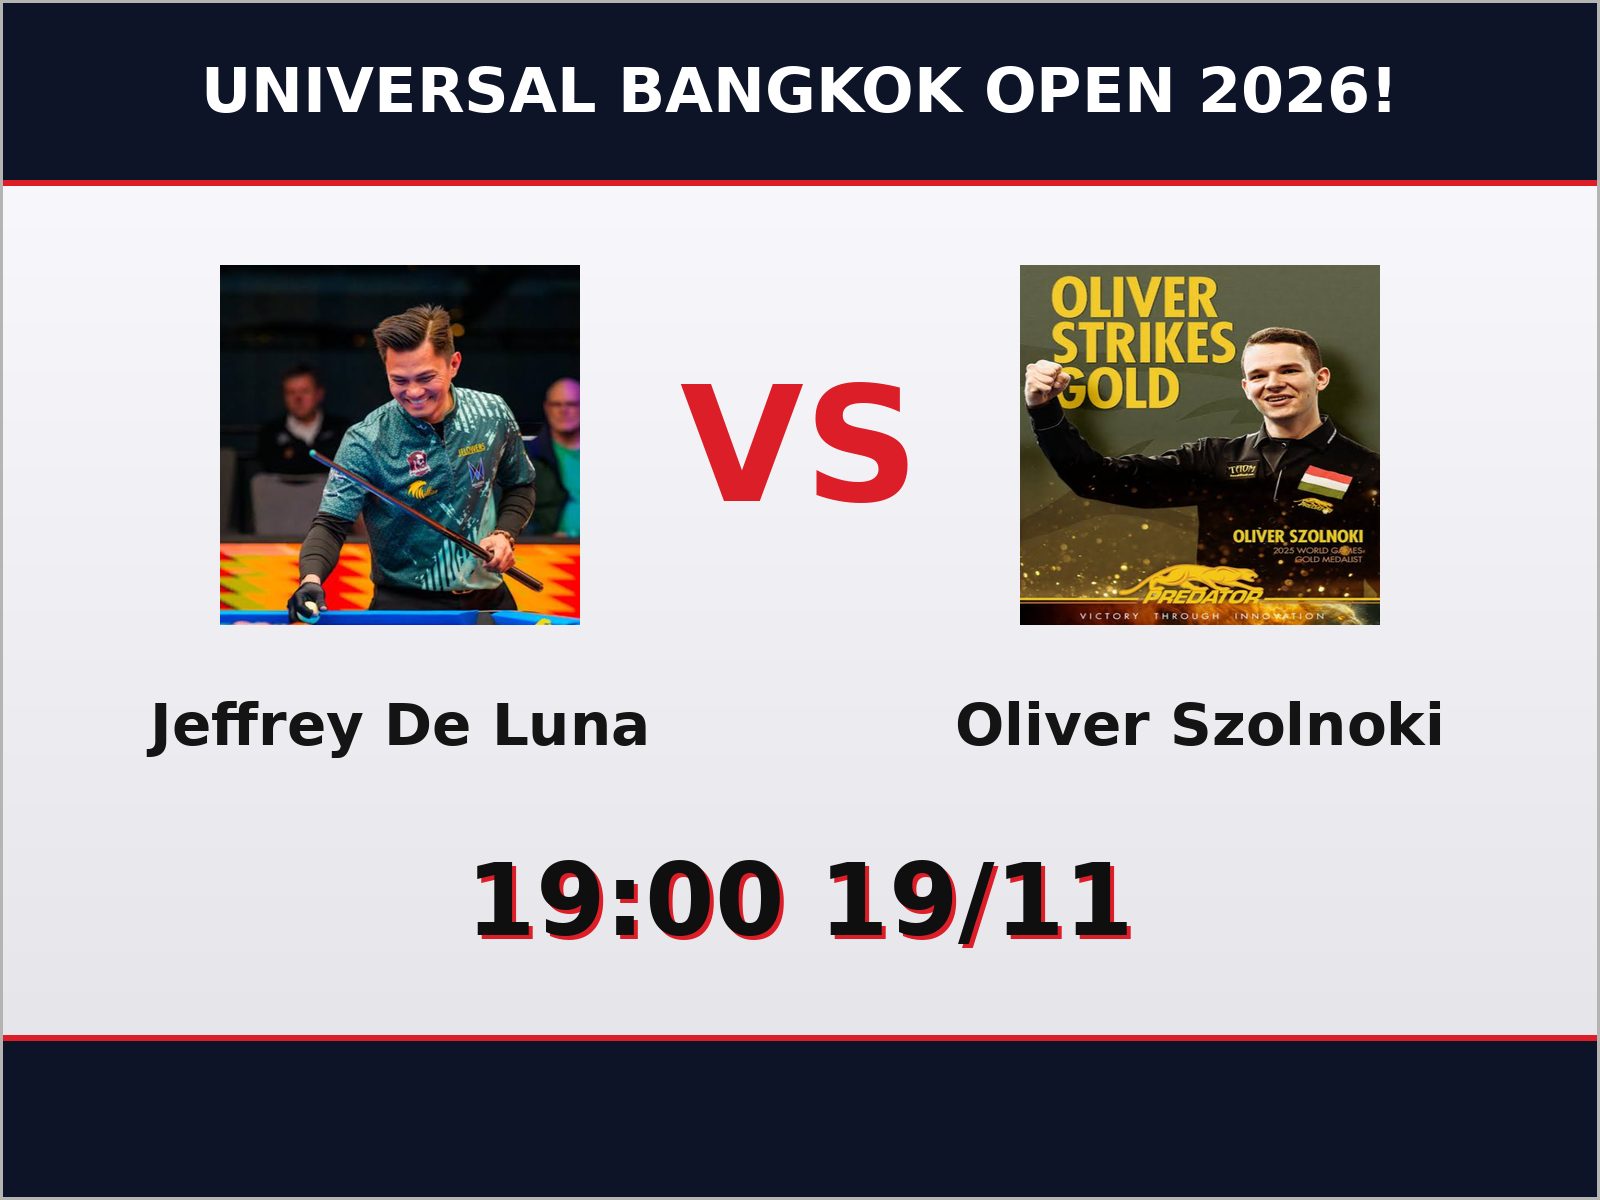 UNIVERSAL BANGKOK OPEN 2026!
OLIVER
STRIKES
GOLD
VS
OLIVER SZOLNOKI
2025 WORLD GAMES
GOLD MEDALIST
PREDATOR
VICTORY THROUGH INNOVATION
Jeffrey De Luna
Oliver Szolnoki
19:00 19/11